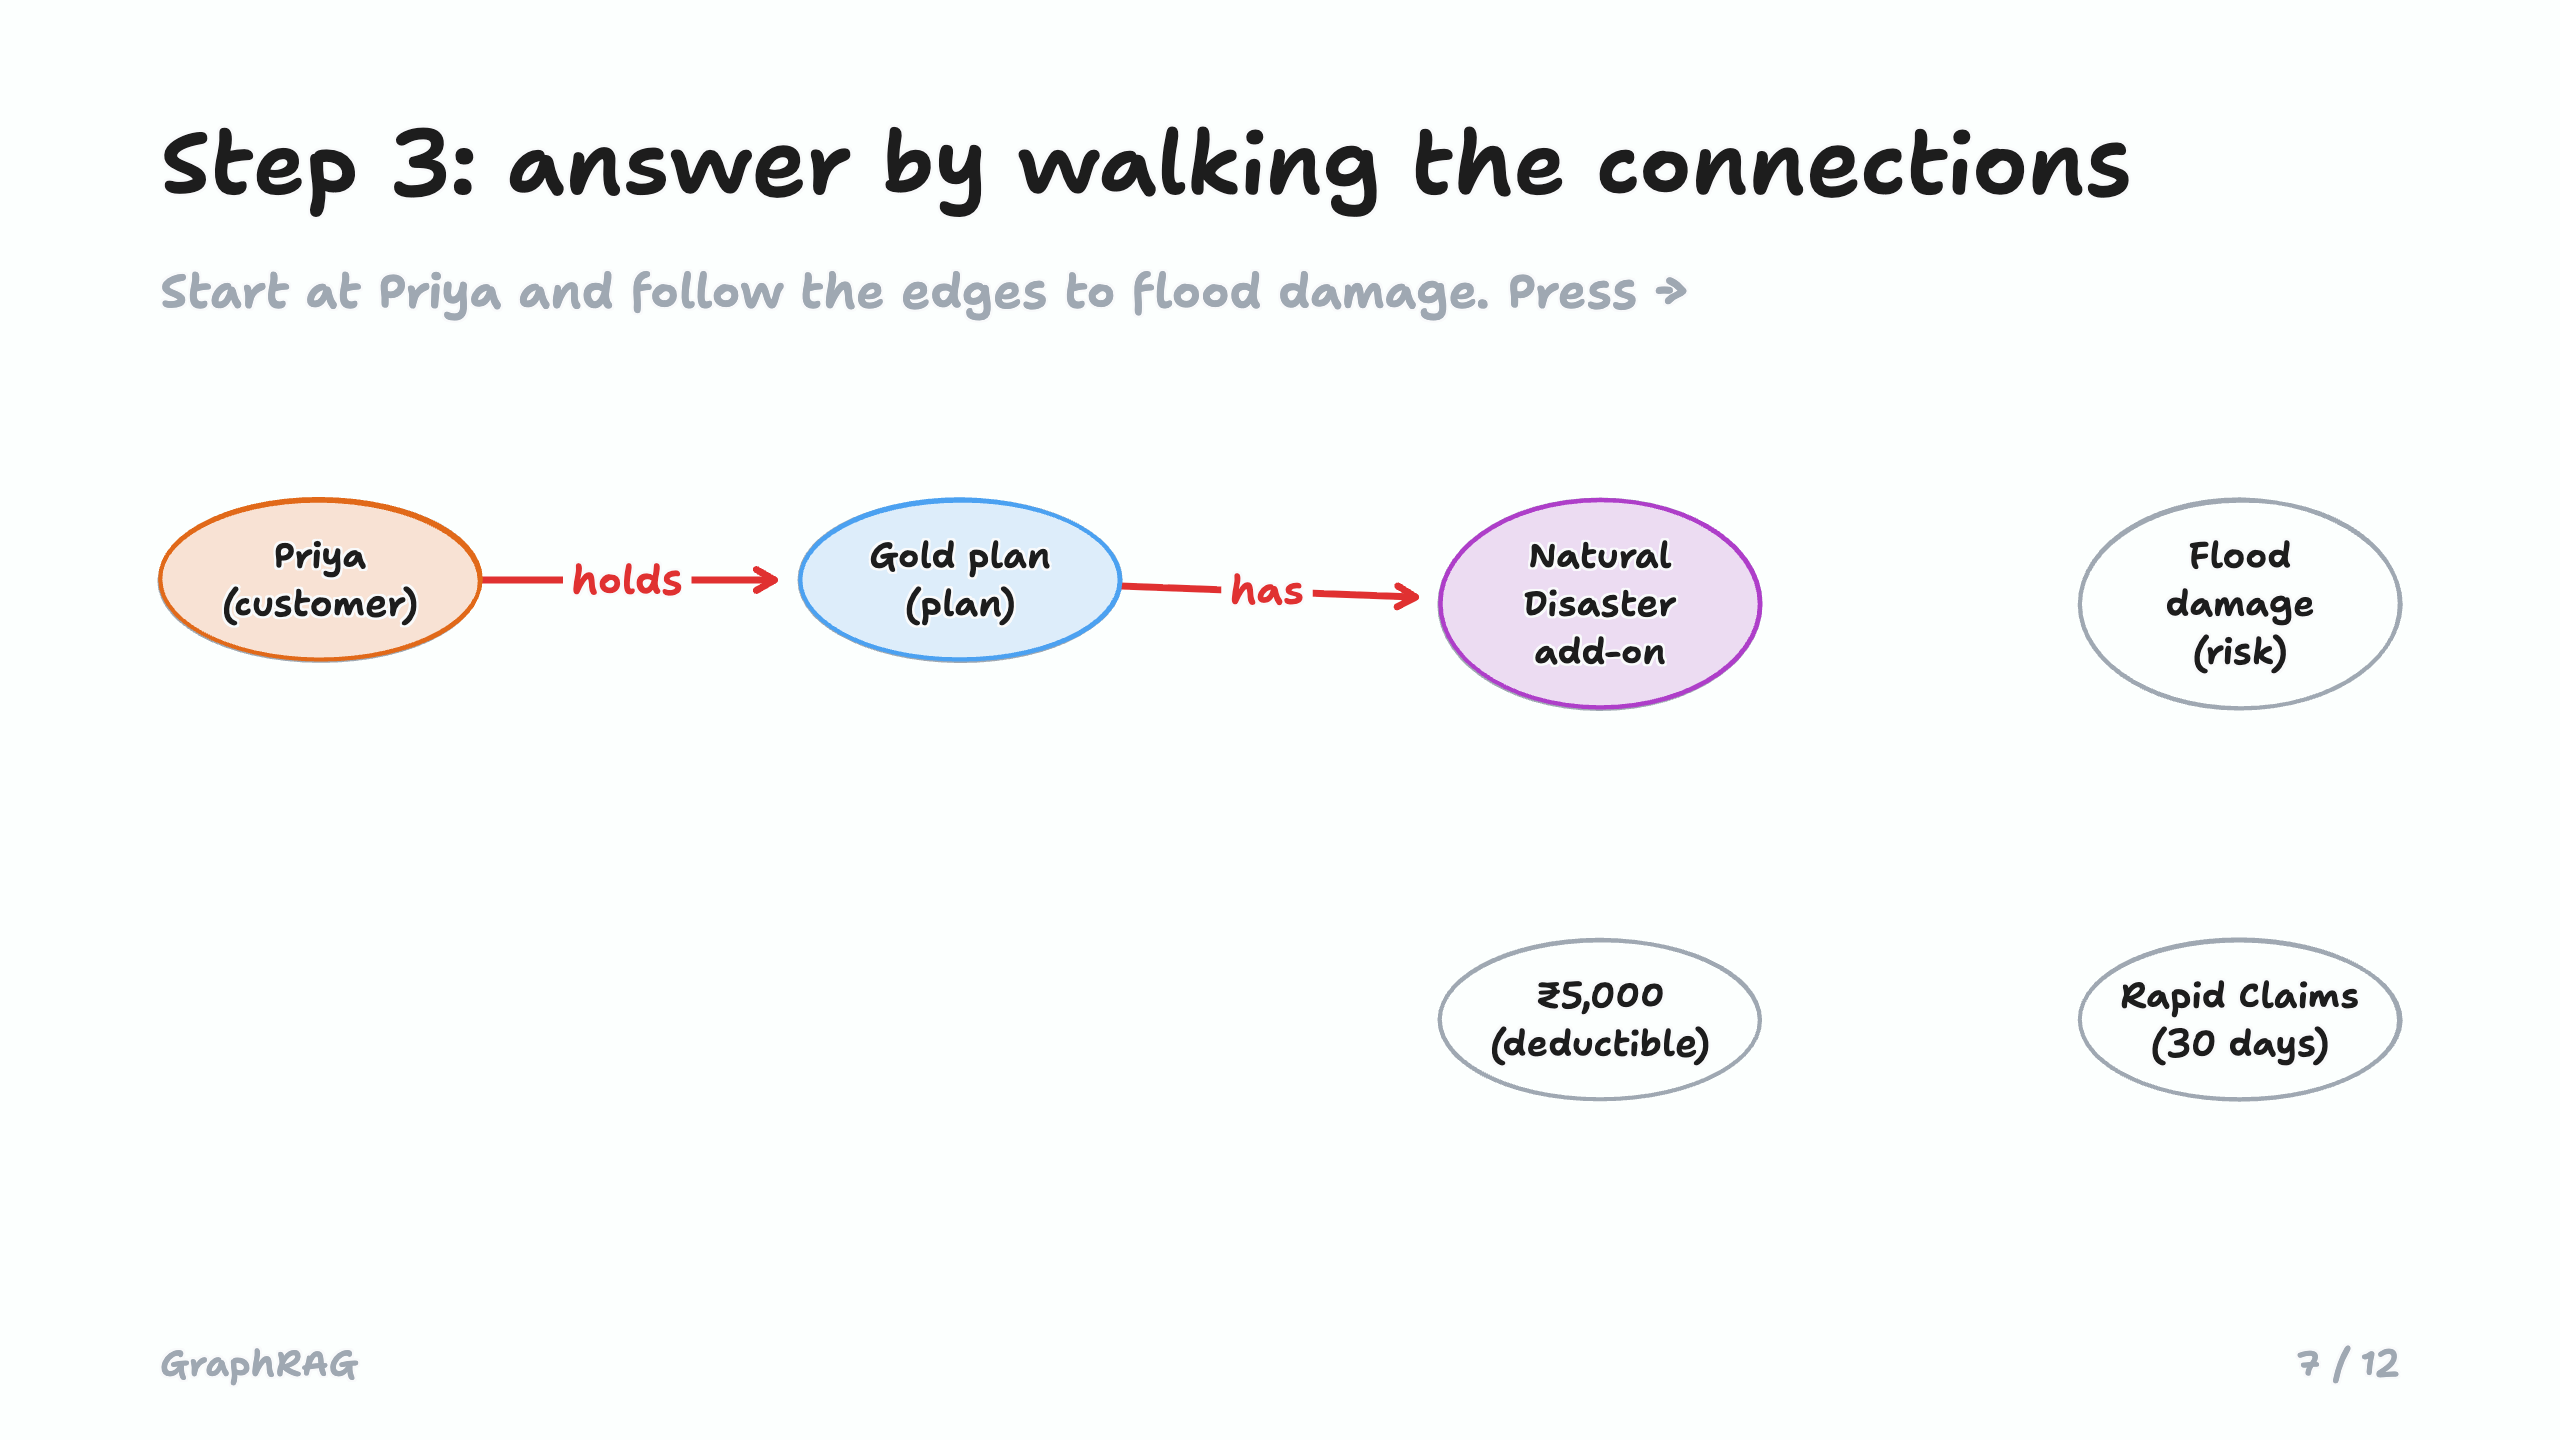 Step 3: answer by walking the connections
Start at Priya and follow the edges to flood damage. Press →
Priya
(customer)
holds
Gold plan
(plan)
has
Natural
Disaster
add-on
Flood
damage
(risk)
₹5,000
(deductible)
Rapid Claims
(30 days)
GraphRAG
7 / 12